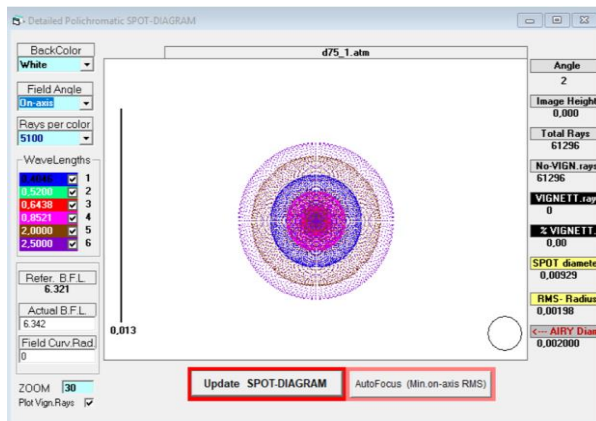 Detailed Polichromatic SPOT-DIAGRAM
BackColor
White
Field Angle
On-axis
Rays per color
5100
WaveLengths
0,4046 1
0,5200 2
0,6438 3
0,8521 4
2,0000 5
2,5000 6
Refer. B.F.L.
6.321
Actual B.F.L.
6.342
Field Curv.Rad.
0
ZOOM 30
Plot Vign.Rays
d75_1.atm
0,013
Update SPOT-DIAGRAM
AutoFocus (Min.on-axis RMS)
Angle
2
Image Height
0,000
Total Rays
61296
No-VIGN.rays
61296
VIGNETT.ray
0
% VIGNETT.
0,00
SPOT diamete
0,00929
RMS- Radius
0,00198
<--- AIRY Diam
0,002000